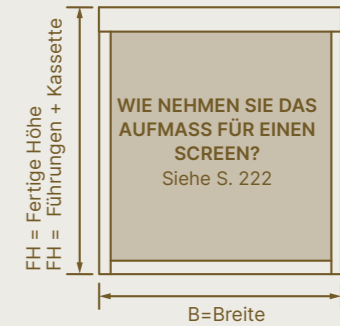 FH = Fertige Höhe
FH = Führungen + Kassette
WIE NEHMEN SIE DAS
AUFMASS FÜR EINEN
SCREEN?
Siehe S. 222
B=Breite